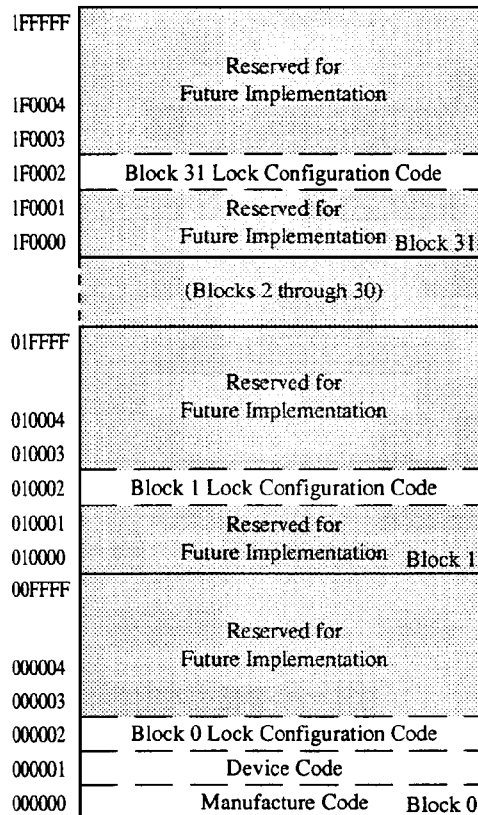 1FFFFF
Reserved for
Future Implementation
1F0004
1F0003
1F0002 Block 31 Lock Configuration Code
1F0001 Reserved for
1F0000 Future Implementation Block 31
(Blocks 2 through 30)
01FFFF
Reserved for
Future Implementation
010004
010003
010002 Block 1 Lock Configuration Code
010001 Reserved for
010000 Future Implementation Block 1
00FFFF
Reserved for
Future Implementation
000004
000003
000002 Block 0 Lock Configuration Code
000001 Device Code
000000 Manufacture Code Block 0